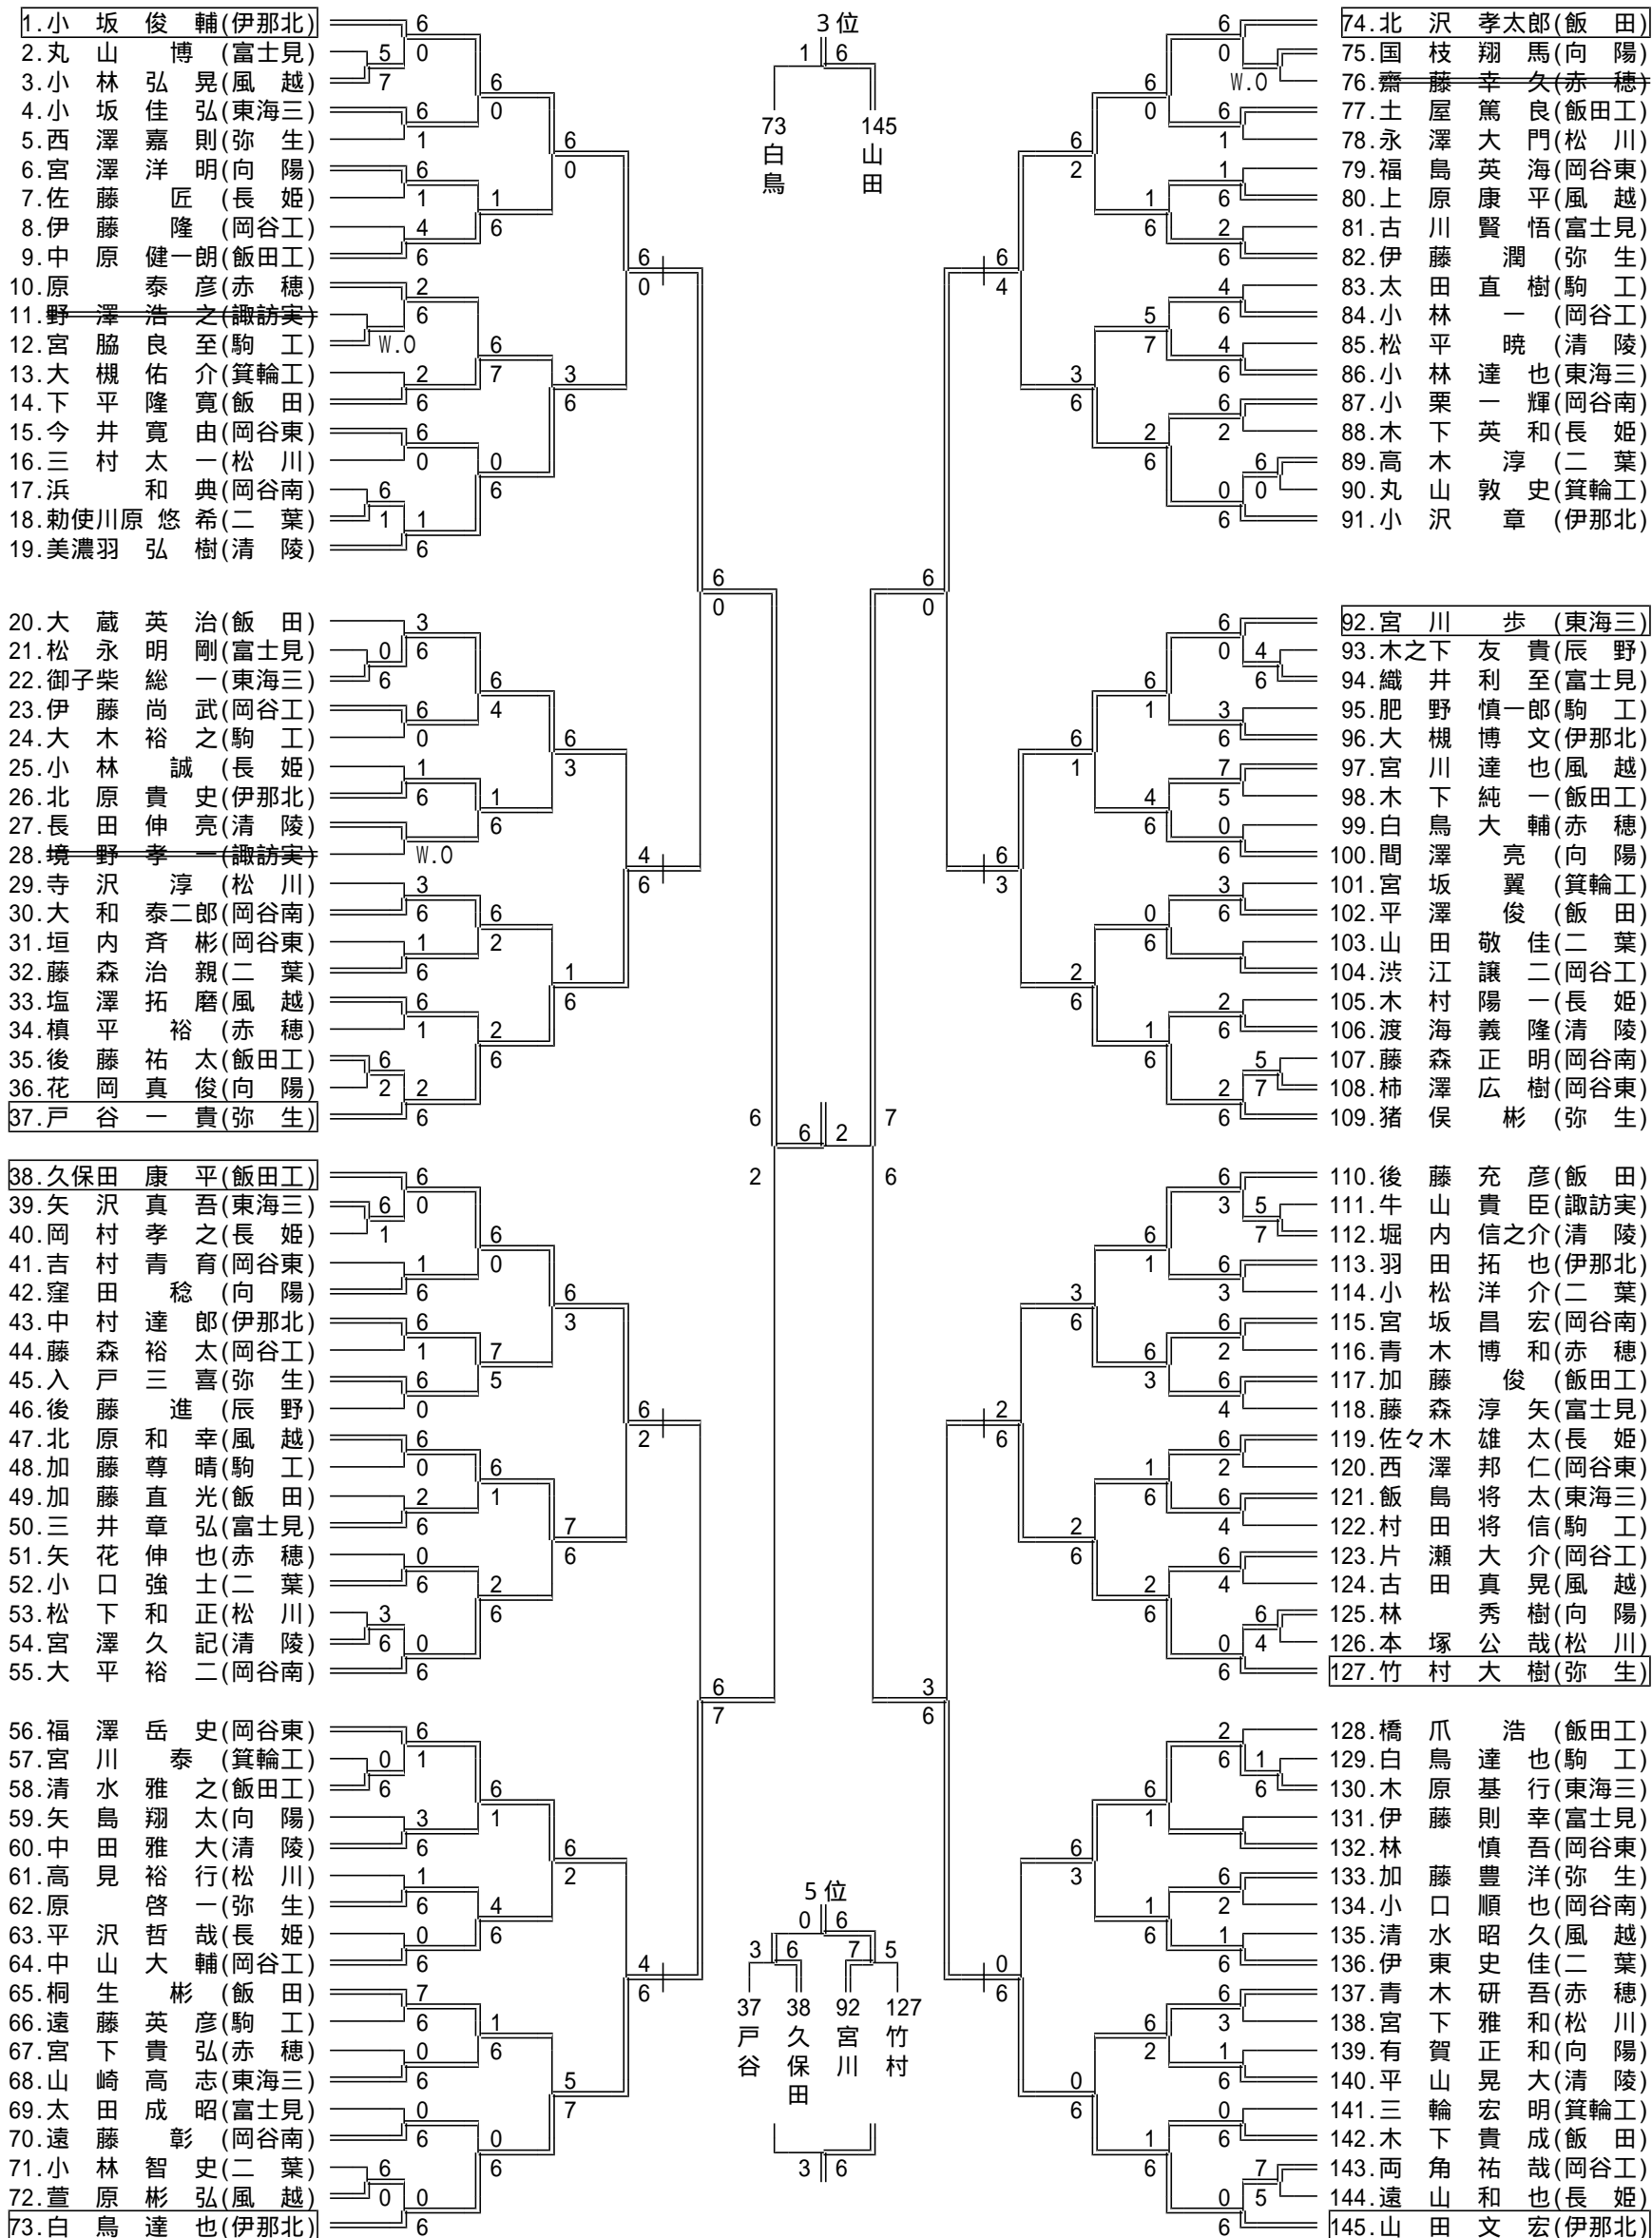 1.小坂俊輔(伊那北)
2.丸山博(富士見)
3.小林弘晃(風越)
4.小坂佳弘(東海三)
5.西澤嘉則(弥生)
6.宮澤洋明(向陽)
7.佐藤匠(長姫)
8.伊藤隆(岡谷工)
9.中原健一朗(飯田工)
10.原泰彦(赤穂)
11.野澤浩之(諏訪実)
12.宮脇良至(駒工)
13.大槻佑介(箕輪工)
14.下平隆寛(飯田)
15.今井寛由(岡谷東)
16.三村太一(松川)
17.浜和典(岡谷南)
18.勅使川原悠希(二葉)
19.美濃羽弘樹(清陵)
20.大蔵英治(飯田)
21.松永明剛(富士見)
22.御子柴総一(東海三)
23.伊藤尚武(岡谷工)
24.大木裕之(駒工)
25.小林誠(長姫)
26.北原貴史(伊那北)
27.長田伸亮(清陵)
28.境野孝一(諏訪実)
29.寺沢淳(松川)
30.大和泰二郎(岡谷南)
31.垣内斉彬(岡谷東)
32.藤森治親(二葉)
33.塩澤拓磨(風越)
34.槙平裕(赤穂)
35.後藤祐太(飯田工)
36.花岡真俊(向陽)
37.戸谷一貴(弥生)
38.久保田康平(飯田工)
39.矢沢真吾(東海三)
40.岡村孝之(長姫)
41.吉村青育(岡谷東)
42.窪田稔(向陽)
43.中村達郎(伊那北)
44.藤森裕太(岡谷工)
45.入戸三喜(弥生)
46.後藤進(辰野)
47.北原和幸(風越)
48.加藤尊晴(駒工)
49.加藤直光(飯田)
50.三井章弘(富士見)
51.矢花伸也(赤穂)
52.小口強士(二葉)
53.松下和正(松川)
54.宮澤久記(清陵)
55.大平裕二(岡谷南)
56.福澤岳史(岡谷東)
57.宮川泰(箕輪工)
58.清水雅之(飯田工)
59.矢島翔太(向陽)
60.中田雅大(清陵)
61.高見裕行(松川)
62.原啓一(弥生)
63.平沢哲哉(長姫)
64.中山大輔(岡谷工)
65.桐生彬(飯田)
66.遠藤英彦(駒工)
67.宮下貴弘(赤穂)
68.山崎高志(東海三)
69.太田成昭(富士見)
70.遠藤彰(岡谷南)
71.小林智史(二葉)
72.萱原彬弘(風越)
73.白鳥達也(伊那北)
3位
1 6
73 145
白鳥 山田
6 2
6 2
7 6
5位
0 6
3 6 7 5
37 38 92 127
戸谷 久保田 宮川 竹村
3 6
74.北沢孝太郎(飯田)
75.国枝翔馬(向陽)
76.齋藤幸久(赤穂)
77.土屋篤良(飯田工)
78.永澤大門(松川)
79.福島英海(岡谷東)
80.上原康平(風越)
81.古川賢悟(富士見)
82.伊藤潤(弥生)
83.太田直樹(駒工)
84.小林一(岡谷工)
85.松平暁(清陵)
86.小林達也(東海三)
87.小栗一輝(岡谷南)
88.木下英和(長姫)
89.高木淳(二葉)
90.丸山敦史(箕輪工)
91.小沢章(伊那北)
92.宮川歩(東海三)
93.木之下友貴(辰野)
94.織井利至(富士見)
95.肥野慎一郎(駒工)
96.大槻博文(伊那北)
97.宮川達也(風越)
98.木下純一(飯田工)
99.白鳥大輔(赤穂)
100.間澤亮(向陽)
101.宮坂翼(箕輪工)
102.平澤俊(飯田)
103.山田敬佳(二葉)
104.渋江譲二(岡谷工)
105.木村陽一(長姫)
106.渡海義隆(清陵)
107.藤森正明(岡谷南)
108.柿澤広樹(岡谷東)
109.猪俣彬(弥生)
110.後藤充彦(飯田)
111.牛山貴臣(諏訪実)
112.堀内信之介(清陵)
113.羽田拓也(伊那北)
114.小松洋介(二葉)
115.宮坂昌宏(岡谷南)
116.青木博和(赤穂)
117.加藤俊(飯田工)
118.藤森淳矢(富士見)
119.佐々木雄太(長姫)
120.西澤邦仁(岡谷東)
121.飯島将太(東海三)
122.村田将信(駒工)
123.片瀬大介(岡谷工)
124.古田真晃(風越)
125.林秀樹(向陽)
126.本塚公哉(松川)
127.竹村大樹(弥生)
128.橋爪浩(飯田工)
129.白鳥達也(駒工)
130.木原基行(東海三)
131.伊藤則幸(富士見)
132.林慎吾(岡谷東)
133.加藤豊洋(弥生)
134.小口順也(岡谷南)
135.清水昭久(風越)
136.伊東史佳(二葉)
137.青木研吾(赤穂)
138.宮下雅和(松川)
139.有賀正和(向陽)
140.平山晃大(清陵)
141.三輪宏明(箕輪工)
142.木下貴成(飯田)
143.両角祐哉(岡谷工)
144.遠山和也(長姫)
145.山田文宏(伊那北)